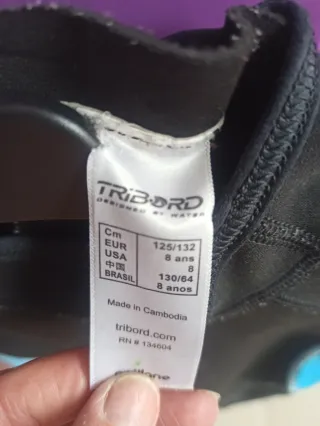 TRIBORD
DESIGNED BY WATER
Cm 125/132
EUR 8 ans
USA 8
中国 130/64
BRASIL 8 anos
Made in Cambodia
tribord.com
RN # 134604